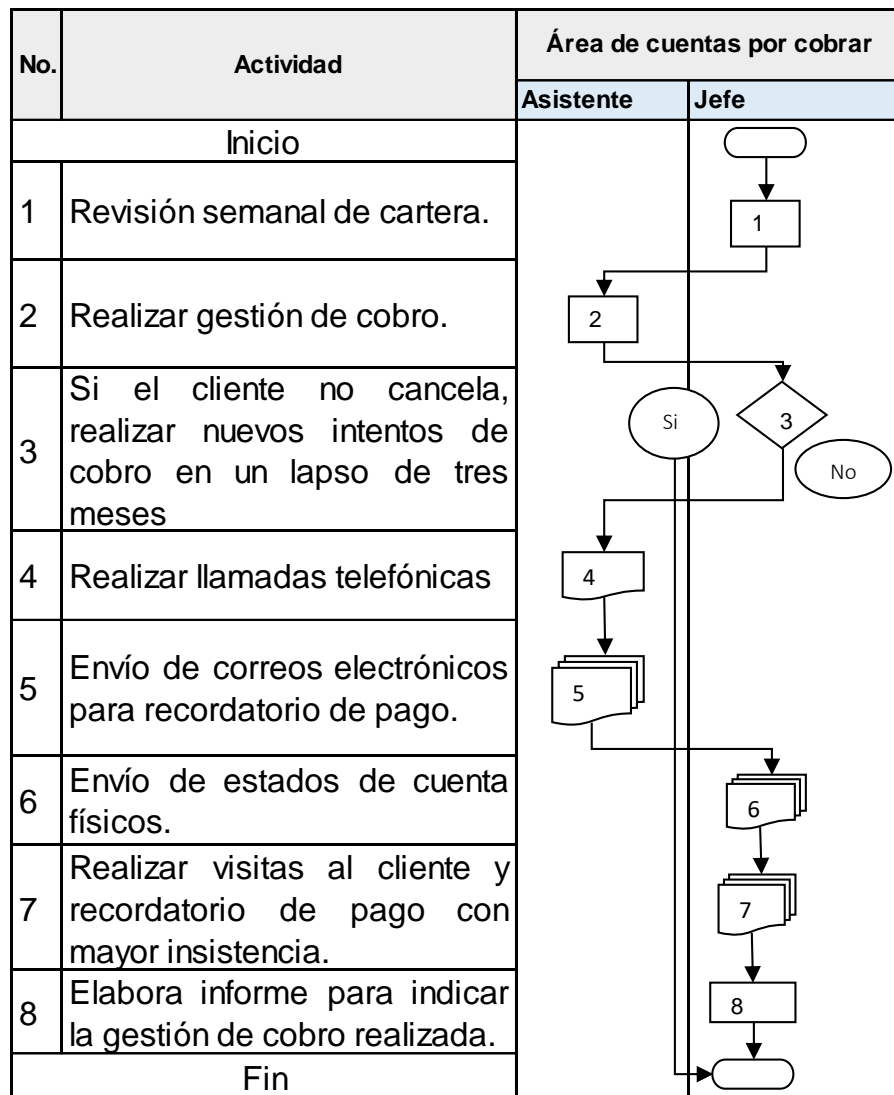 No.
Actividad
Área de cuentas por cobrar
Asistente
Jefe
Inicio
1
Revisión semanal de cartera.
1
2
Realizar gestión de cobro.
2
3
Si el cliente no cancela,
realizar nuevos intentos de
cobro en un lapso de tres
meses
Si
3
No
4
Realizar llamadas telefónicas
4
5
Envío de correos electrónicos
para recordatorio de pago.
5
6
Envío de estados de cuenta
físicos.
6
7
Realizar visitas al cliente y
recordatorio de pago con
mayor insistencia.
7
8
Elabora informe para indicar
la gestión de cobro realizada.
8
Fin